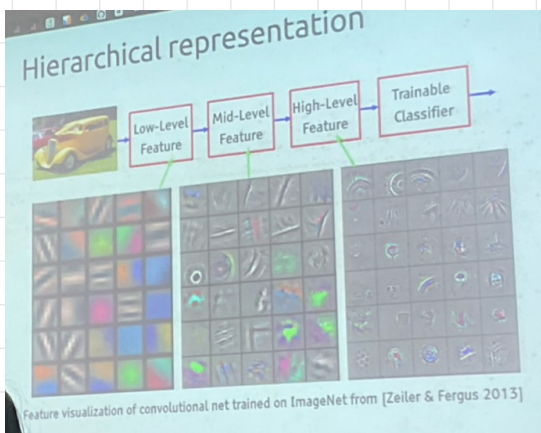 Hierarchical representation
Low-Level
Feature
Mid-Level
Feature
High-Level
Feature
Trainable
Classifier
Feature visualization of convolutional net trained on ImageNet from [Zeiler & Fergus 2013]